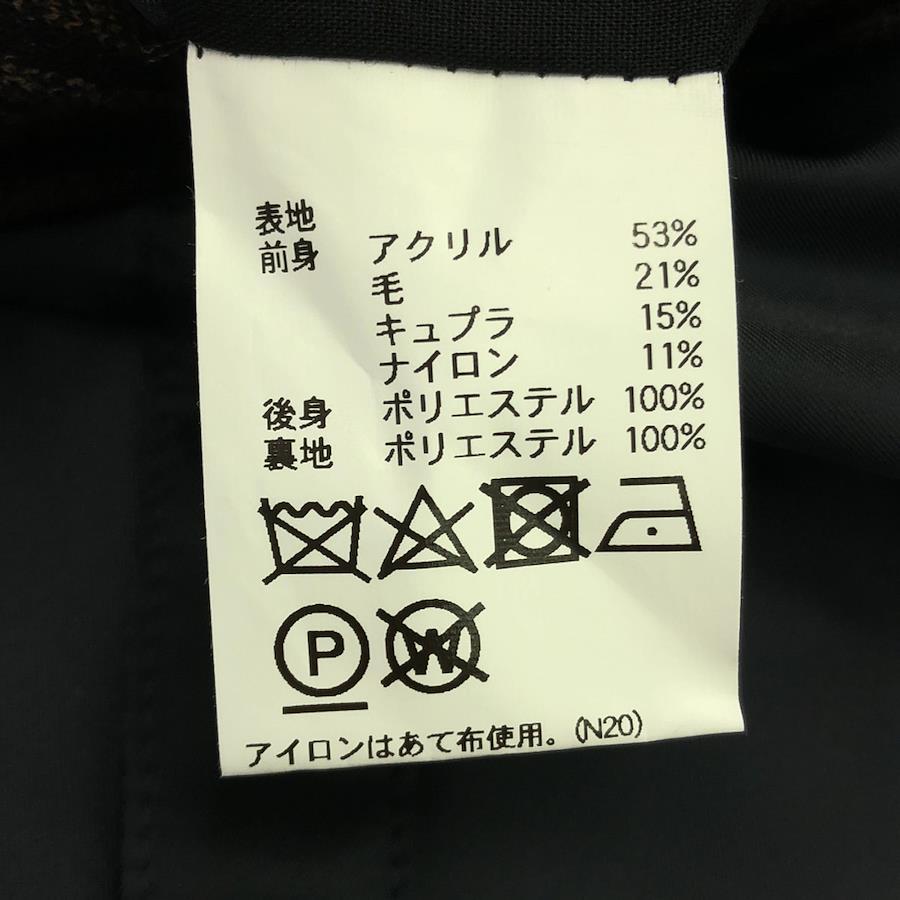 表地
前身 アクリル 53%
毛 21%
キュプラ 15%
ナイロン 11%
後身 ポリエステル 100%
裏地 ポリエステル 100%
P W
アイロンはあて布使用。(N20)